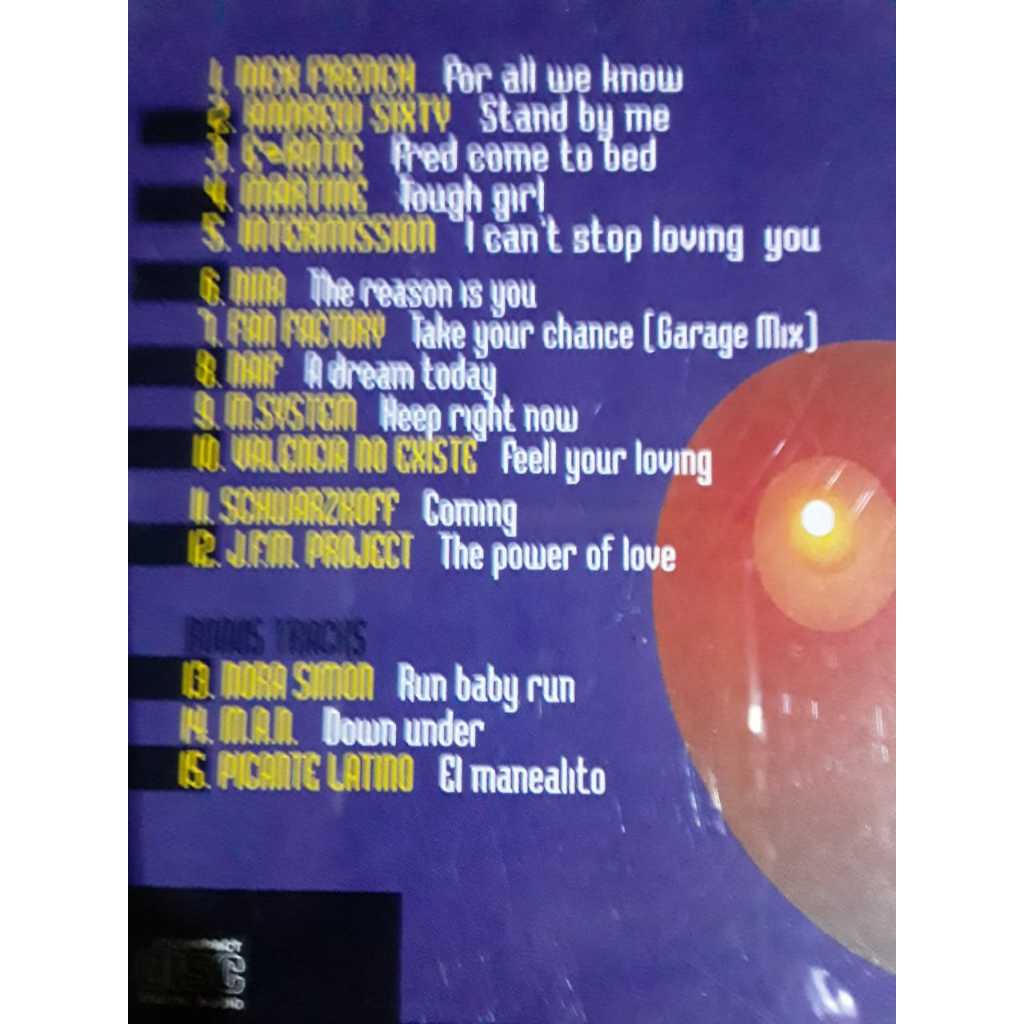 1. NICK FRENCH For all we know
2. ANDREW SIXTY Stand by me
3. E-ROTIC Fred come to bed
4. MARTINE Tough girl
5. INTERMISSION I can't stop loving you
6. NINA The reason is you
7. FAN FACTORY Take your chance (Garage Mix)
8. NAIF A dream today
9. M.SYSTEM Keep right now
10. VALENCIA NO EXISTE Feell your loving
11. SCHWARZKOFF Coming
12. J.F.M. PROJECT The power of love
BONUS TRACKS
13. NORA SIMON Run baby run
14. M.A.N. Down under
15. PICANTE LATINO El manealito
COMPACT
disc